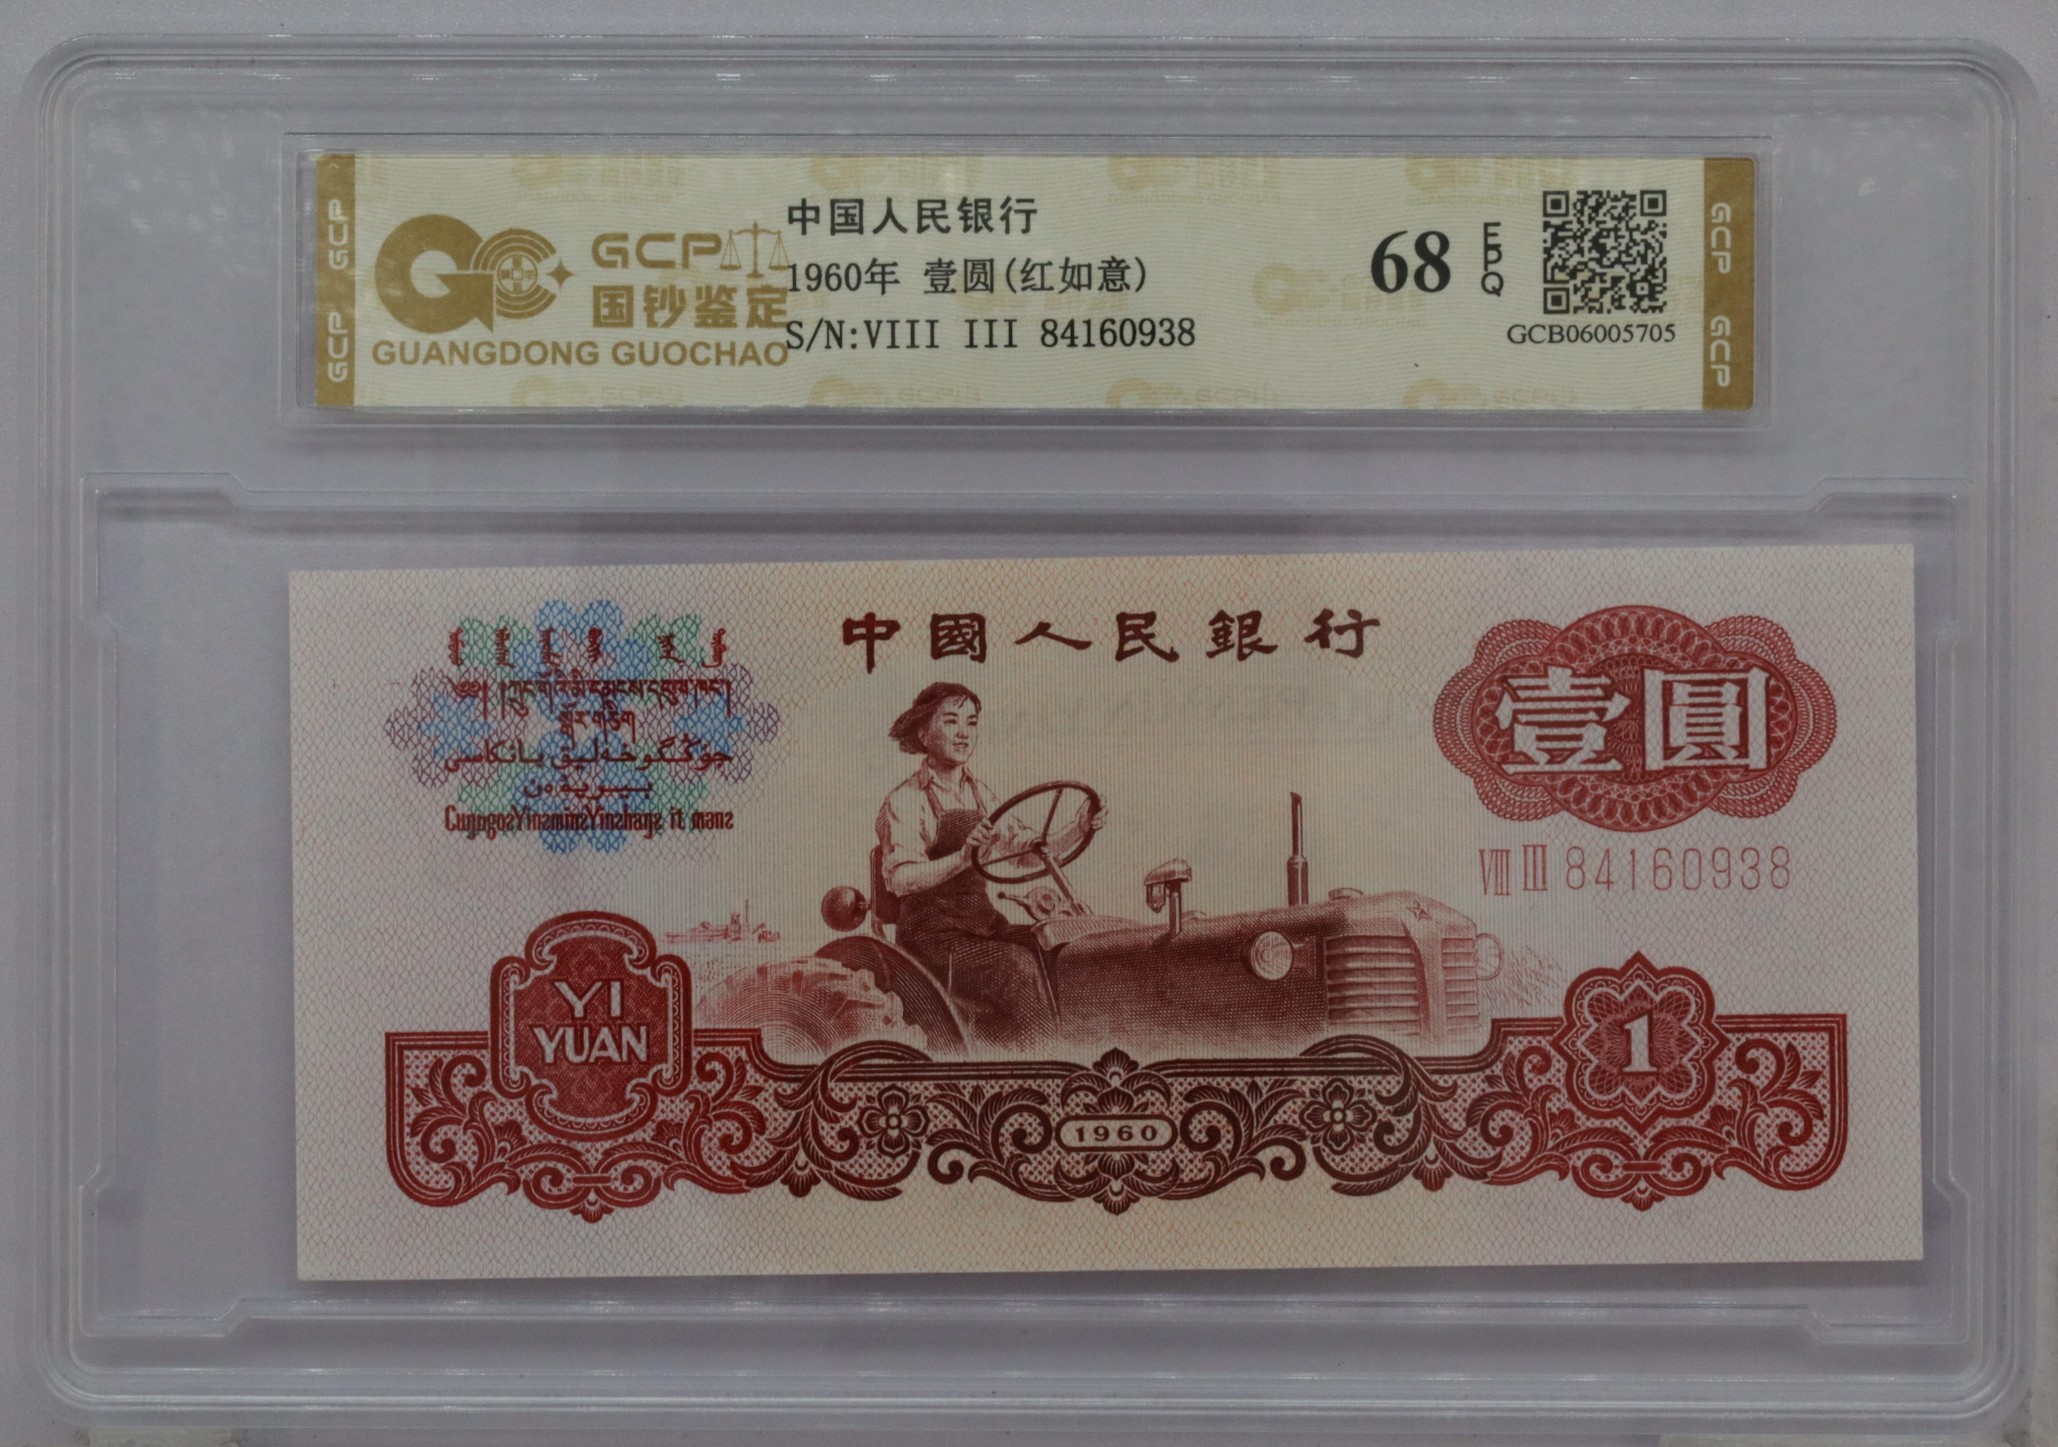 GCP GCP
GCP
国钞鉴定
GUANGDONG GUOCHAO
中国人民银行
1960年 壹圆(红如意)
S/N:VIII III 84160938
68 EPQ
GCB06005705
GCP GCP
中國人民銀行
壹圓
VIII III 84160938
YI
YUAN
1
1960